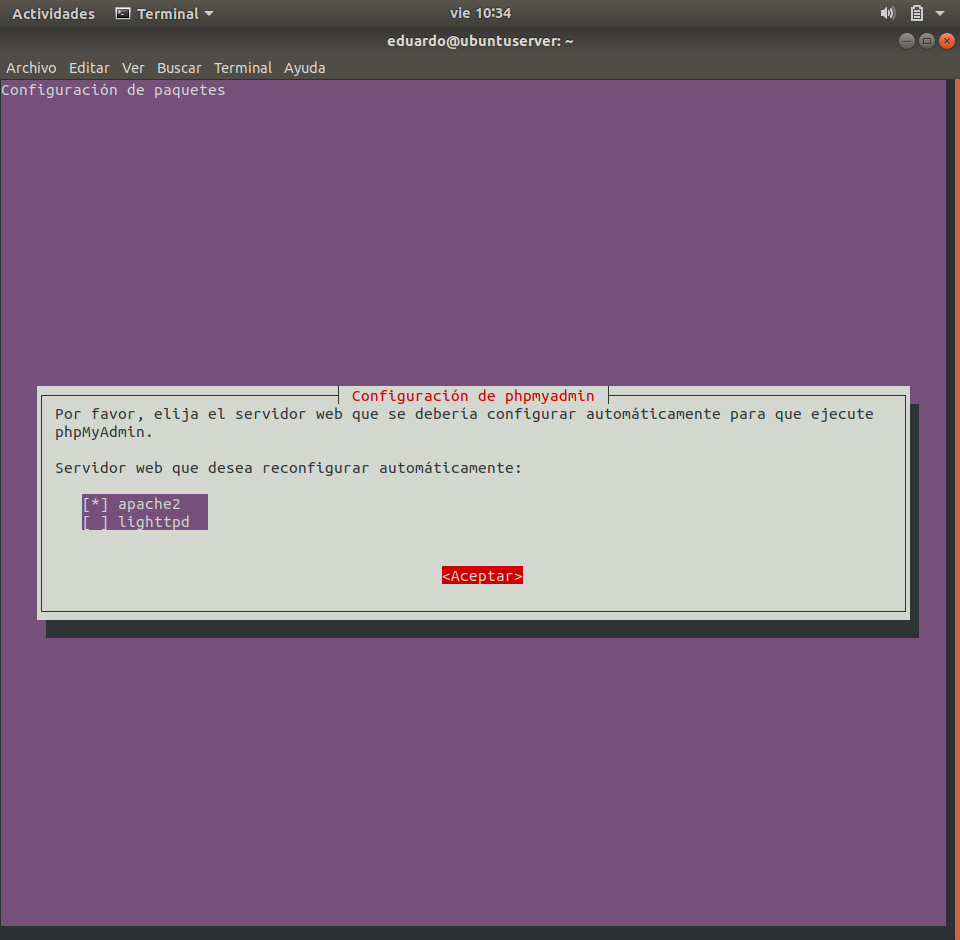 Actividades Terminal vie 10:34
eduardo@ubuntuserver: ~
Archivo Editar Ver Buscar Terminal Ayuda
Configuración de paquetes
Configuración de phpmyadmin
Por favor, elija el servidor web que se debería configurar automáticamente para que ejecute
phpMyAdmin.
Servidor web que desea reconfigurar automáticamente:
[*] apache2
[ ] lighttpd
<Aceptar>